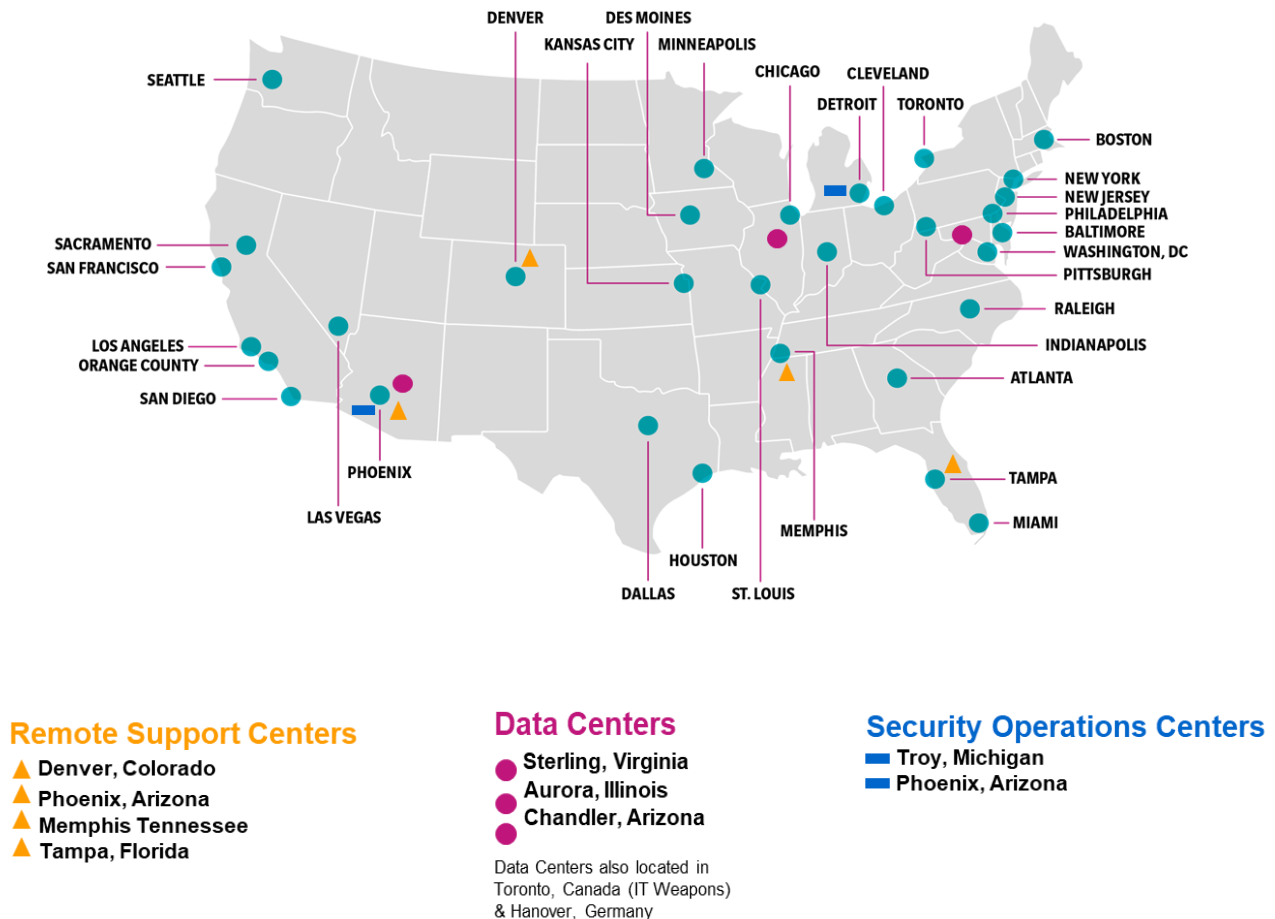 DENVER
DES MOINES
KANSAS CITY
MINNEAPOLIS
CHICAGO
CLEVELAND
SEATTLE
DETROIT
TORONTO
BOSTON
NEW YORK
NEW JERSEY
PHILADELPHIA
BALTIMORE
SACRAMENTO
WASHINGTON, DC
SAN FRANCISCO
PITTSBURGH
RALEIGH
LOS ANGELES
INDIANAPOLIS
ORANGE COUNTY
ATLANTA
SAN DIEGO
PHOENIX
TAMPA
LAS VEGAS
MIAMI
MEMPHIS
HOUSTON
DALLAS
ST. LOUIS
Remote Support Centers
Denver, Colorado
Phoenix, Arizona
Memphis Tennessee
Tampa, Florida
Data Centers
Sterling, Virginia
Aurora, Illinois
Chandler, Arizona
Data Centers also located in
Toronto, Canada (IT Weapons)
& Hanover, Germany
Security Operations Centers
Troy, Michigan
Phoenix, Arizona